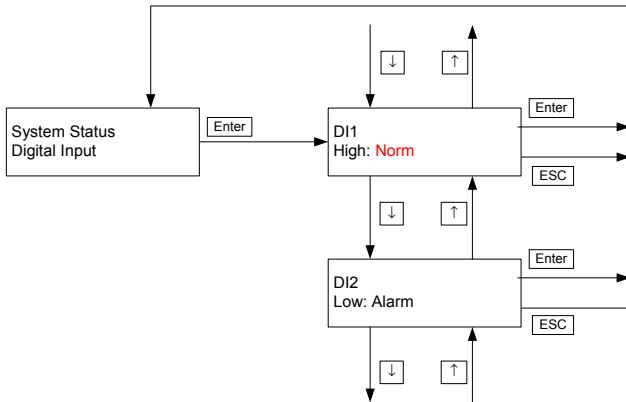 ↓
↑
System Status
Digital Input
Enter
DI1
High: Norm
Enter
ESC
↓
↑
DI2
Low: Alarm
Enter
ESC
↓
↑